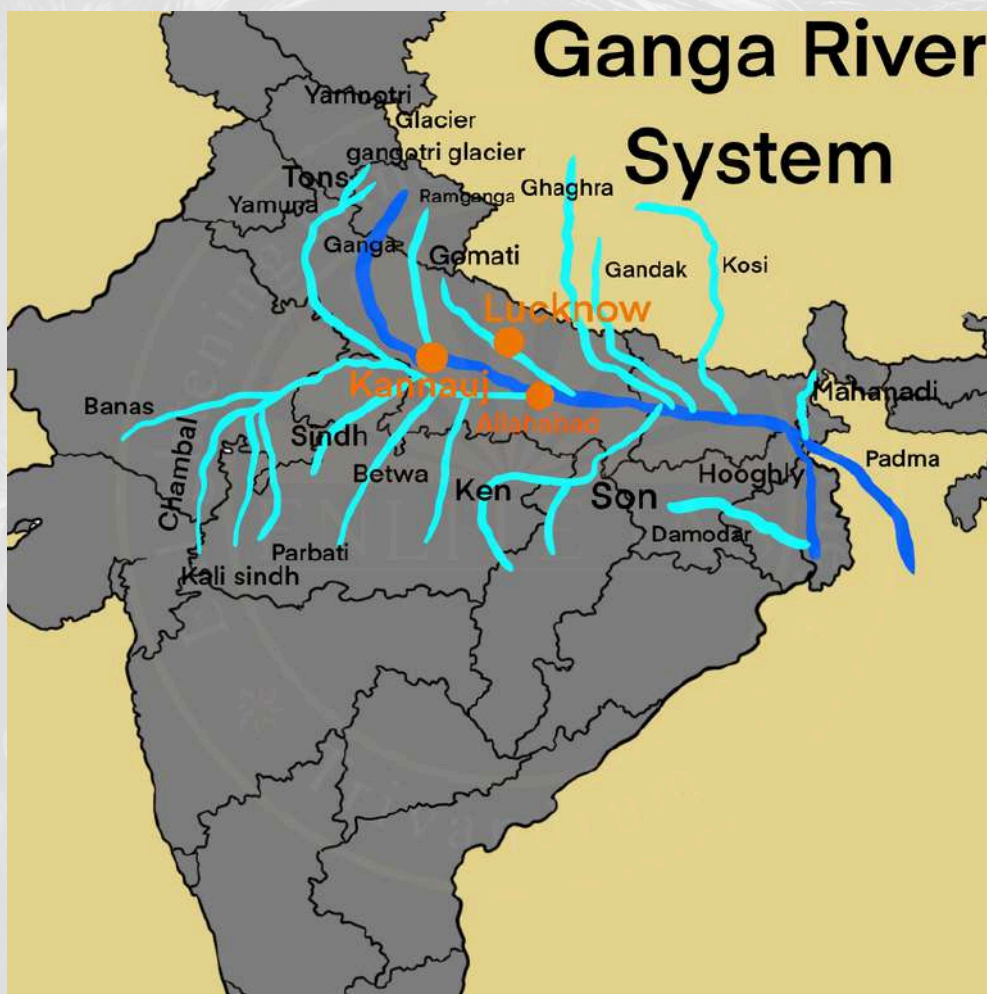 Ganga River
System
Yamnotri
Glacier
gangotri glacier
Tons
Yamuna
Ramganga
Ghaghra
Ganga
Gomati
Gandak
Kosi
Lucknow
Kannauj
Allahabad
Mahanadi
Banas
Sindh
Betwa
Chambal
Ken
Son
Hooghly
Padma
Damodar
Parbati
Kali sindh